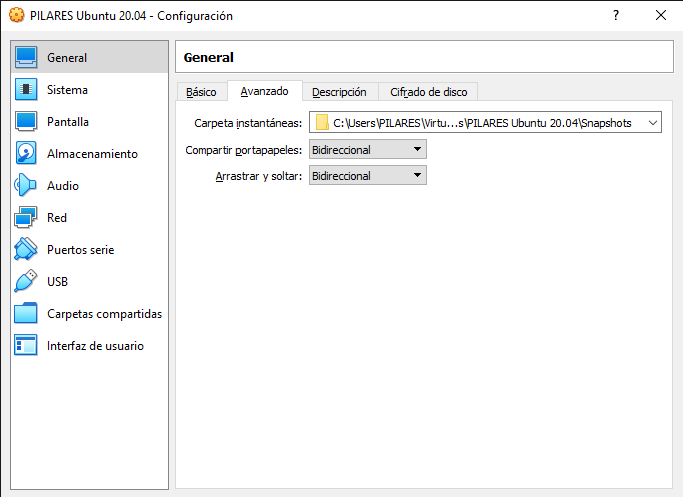 PILARES Ubuntu 20.04 - Configuración ?
General
Sistema
Pantalla
Almacenamiento
Audio
Red
Puertos serie
USB
Carpetas compartidas
Interfaz de usuario
General
Básico Avanzado Descripción Cifrado de disco
Carpeta instantáneas: C:\Users\PILARES\Virtu...s\PILARES Ubuntu 20.04\Snapshots
Compartir portapapeles: Bidireccional
Arrastrar y soltar: Bidireccional